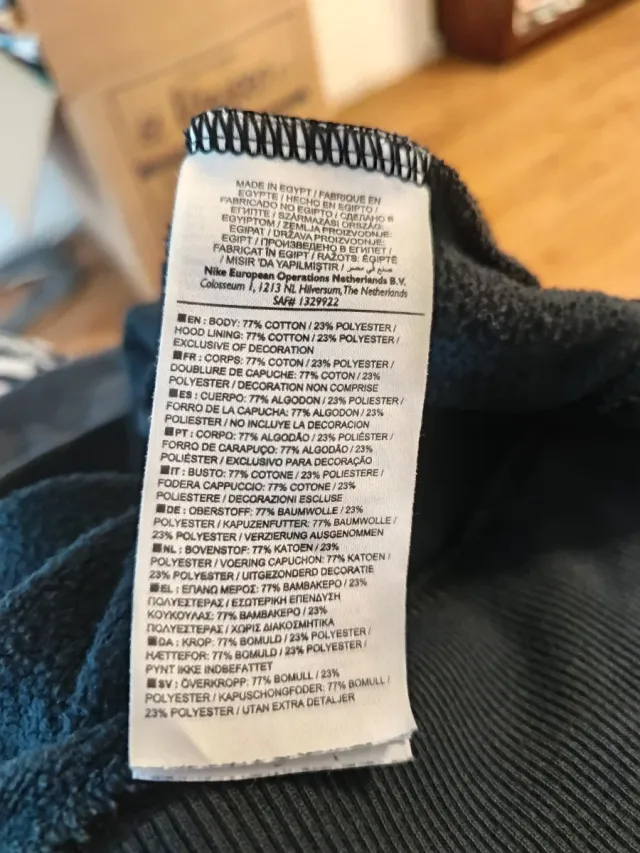 MADE IN EGYPT / FABRIQUE EN
EGYPTE / HECHO EN EGIPTO /
FABRICADO NO EGIPTO / СДЕЛАНО В
ЕГИПТЕ / SZÁRMAZÁSI ORSZÁG:
EGYIPTOM / ZEMLJA PROIZVODNJE:
EGIPAT / DRŽAVA PROIZVODNJE:
EGIPT / ПРОИЗВЕДЕНО В ЕГИПЕТ /
FABRICAT ÎN EGIPT / RAŽOTS: ĒĢIPTĒ
/ MISIR 'DA YAPILMIŞTIR / صنع في مصر
Nike European Operations Netherlands B.V.
Colosseum 1, 1213 NL Hilversum, The Netherlands
SAF# 1329922
■EN : BODY: 77% COTTON / 23% POLYESTER /
HOOD LINING: 77% COTTON / 23% POLYESTER /
EXCLUSIVE OF DECORATION
■FR : CORPS: 77% COTON / 23% POLYESTER /
DOUBLURE DE CAPUCHE: 77% COTON / 23%
POLYESTER / DECORATION NON COMPRISE
■ES : CUERPO: 77% ALGODON / 23% POLIESTER /
FORRO DE LA CAPUCHA: 77% ALGODON / 23%
POLIESTER / NO INCLUYE LA DECORACION
■PT : CORPO: 77% ALGODÃO / 23% POLIÉSTER /
FORRO DE CARAPUÇO: 77% ALGODÃO / 23%
POLIÉSTER / EXCLUSIVO PARA DECORAÇÃO
■IT : BUSTO: 77% COTONE / 23% POLIESTERE /
FODERA CAPPUCCIO: 77% COTONE / 23%
POLIESTERE / DECORAZIONI ESCLUSE
■DE : OBERSTOFF: 77% BAUMWOLLE / 23%
POLYESTER / KAPUZENFUTTER: 77% BAUMWOLLE /
23% POLYESTER / VERZIERUNG AUSGENOMMEN
■NL : BOVENSTOF: 77% KATOEN / 23%
POLYESTER / VOERING CAPUCHON: 77% KATOEN /
23% POLYESTER / UITGEZONDERD DECORATIE
■EL : ΕΠΑΝΩ ΜΕΡΟΣ: 77% ΒΑΜΒΑΚΕΡΟ / 23%
ΠΟΛΥΕΣΤΕΡΑΣ / ΕΣΩΤΕΡΙΚΗ ΕΠΕΝΔΥΣΗ
ΚΟΥΚΟΥΛΑΣ: 77% ΒΑΜΒΑΚΕΡΟ / 23%
ΠΟΛΥΕΣΤΕΡΑΣ / ΧΩΡΙΣ ΔΙΑΚΟΣΜΗΤΙΚΑ
■DA : KROP: 77% BOMULD / 23% POLYESTER /
HÆTTEFOR: 77% BOMULD / 23% POLYESTER /
PYNT IKKE INDBEFATTET
■SV : ÖVERKROPP: 77% BOMULL / 23%
POLYESTER / KAPUSCHONGFODER: 77% BOMULL /
23% POLYESTER / UTAN EXTRA DETALJER